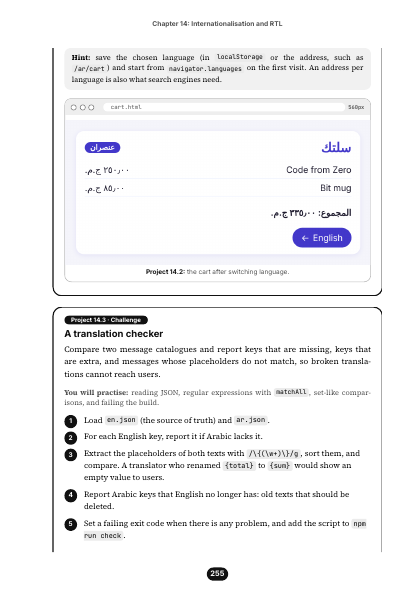 Chapter 14: Internationalisation and RTL
Hint: save the chosen language (in localStorage or the address, such as
/ar/cart ) and start from navigator.languages on the first visit. An address per
language is also what search engines need.
cart.html
560px
سلتك
عنصران
Code from Zero
٢٥٠٫٠٠ ج.م.
Bit mug
٨٥٫٠٠ ج.م.
المجموع: ٣٣٥٫٠٠ ج.م.
← English
Project 14.2: the cart after switching language.
Project 14.3 · Challenge
A translation checker
Compare two message catalogues and report keys that are missing, keys that
are extra, and messages whose placeholders do not match, so broken transla-
tions cannot reach users.
You will practise: reading JSON, regular expressions with matchAll , set-like compar-
isons, and failing the build.
1 Load en.json (the source of truth) and ar.json .
2 For each English key, report it if Arabic lacks it.
3 Extract the placeholders of both texts with /\{(\w+)\}/g , sort them, and
compare. A translator who renamed {total} to {sum} would show an
empty value to users.
4 Report Arabic keys that English no longer has: old texts that should be
deleted.
5 Set a failing exit code when there is any problem, and add the script to npm
run check .
255